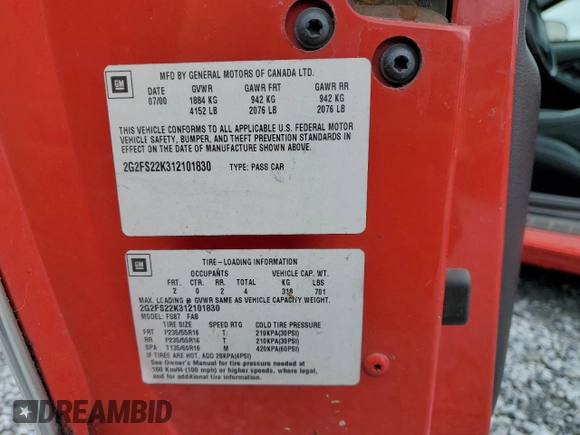 GM
MFD BY GENERAL MOTORS OF CANADA LTD.
DATE GVWR GAWR FRT GAWR RR
07/00 1884 KG 942 KG 942 KG
4152 LB 2076 LB 2076 LB
THIS VEHICLE CONFORMS TO ALL APPLICABLE U.S. FEDERAL MOTOR
VEHICLE SAFETY, BUMPER, AND THEFT PREVENTION STANDARDS IN
EFFECT ON THE DATE OF MANUFACTURE SHOWN ABOVE.
2G2FS22K312101830 TYPE: PASS CAR
GM
TIRE-LOADING INFORMATION
OCCUPANTS VEHICLE CAP. WT.
FRT. CTR. RR. TOTAL KG LBS
2 0 2 4 318 701
MAX. LOADING @ GVWR SAME AS VEHICLE CAPACITY WEIGHT.
2G2FS22K312101830
MODEL: FS87 FAB
TIRE SIZE SPEED RTG COLD TIRE PRESSURE
FRT P235/55R16 T 210KPA(30PSI)
RR P235/55R16 T 210KPA(30PSI)
SPA T135/60R16 M 420KPA(60PSI)
IF TIRES ARE HOT, ADD 28KPA(4PSI)
See Owner's Manual for tire pressure needed at
160 Km/H (100 mph) or higher speeds, where legal,
and for additional tire information.
DREAMBID